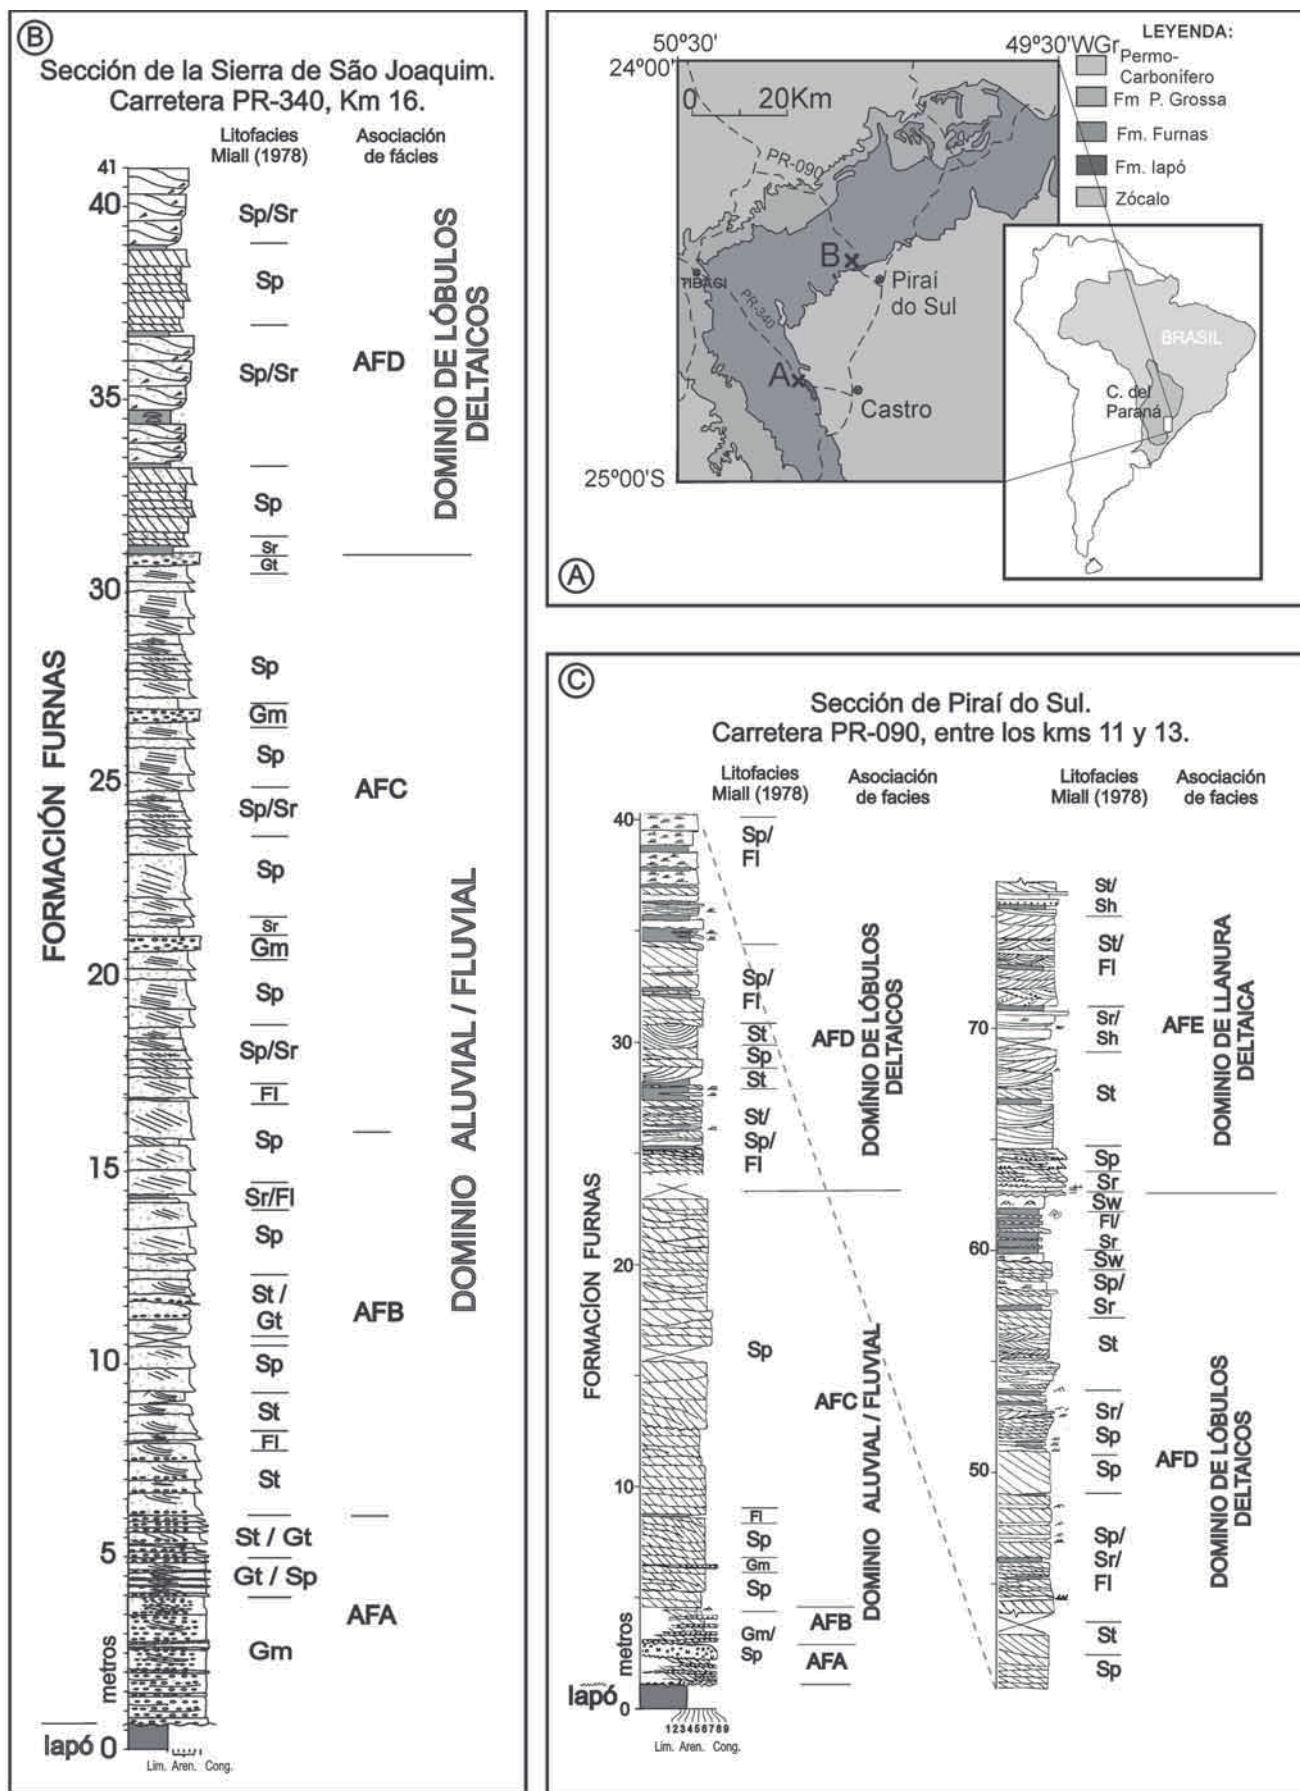 B
Sección de la Sierra de São Joaquim.
Carretera PR-340, Km 16.
Litofacies
Miall (1978)
Asociación
de fácies
41
40
35
30
25
20
15
10
5
0
metros
Iapó
FORMACIÓN FURNAS
Lim. Aren. Cong.
Sp/Sr
Sp
Sp/Sr
Sp
Sr
Gt
Sp
Gm
Sp
Sp/Sr
Sp
Sr
Gm
Sp
Sp/Sr
Fl
Sp
Sr/Fl
Sp
St /
Gt
Sp
St
Fl
St
St / Gt
Gt / Sp
Gm
AFD
AFC
AFB
AFA
DOMINIO DE LÓBULOS
DELTAICOS
DOMINIO ALUVIAL / FLUVIAL
50º30'
49º30'WGr
24º00'
25º00'S
0 20Km
PR-090
TIBAGI
PR-340
B
Piraí
do Sul
A
Castro
LEYENDA:
Permo-
Carbonífero
Fm P. Grossa
Fm. Furnas
Fm. Iapó
Zócalo
BRASIL
C. del
Paraná
A
C
Sección de Piraí do Sul.
Carretera PR-090, entre los kms 11 y 13.
Litofacies
Miall (1978)
Asociación
de facies
40
30
20
10
0
metros
Iapó
FORMACÍON FURNAS
123456789
Lim. Aren. Cong.
Sp/
Fl
Sp/
Fl
St
Sp
St
St/
Sp/
Fl
Sp
Fl
Sp
Gm
Sp
Gm/
Sp
AFD
AFC
AFB
AFA
DOMÍNIO DE LÓBULOS
DELTAICOS
DOMINIO ALUVIAL / FLUVIAL
Litofacies
Miall (1978)
Asociación
de facies
70
60
50
St/
Sh
St/
Fl
Sr/
Sh
St
Sp
Sr
Sw
Fl/
Sr
Sw
Sp/
Sr
St
Sr/
Sp
Sp
Sp/
Sr/
Fl
St
Sp
AFE
AFD
DOMINIO DE LLANURA
DELTAICA
DOMINIO DE LÓBULOS
DELTAICOS